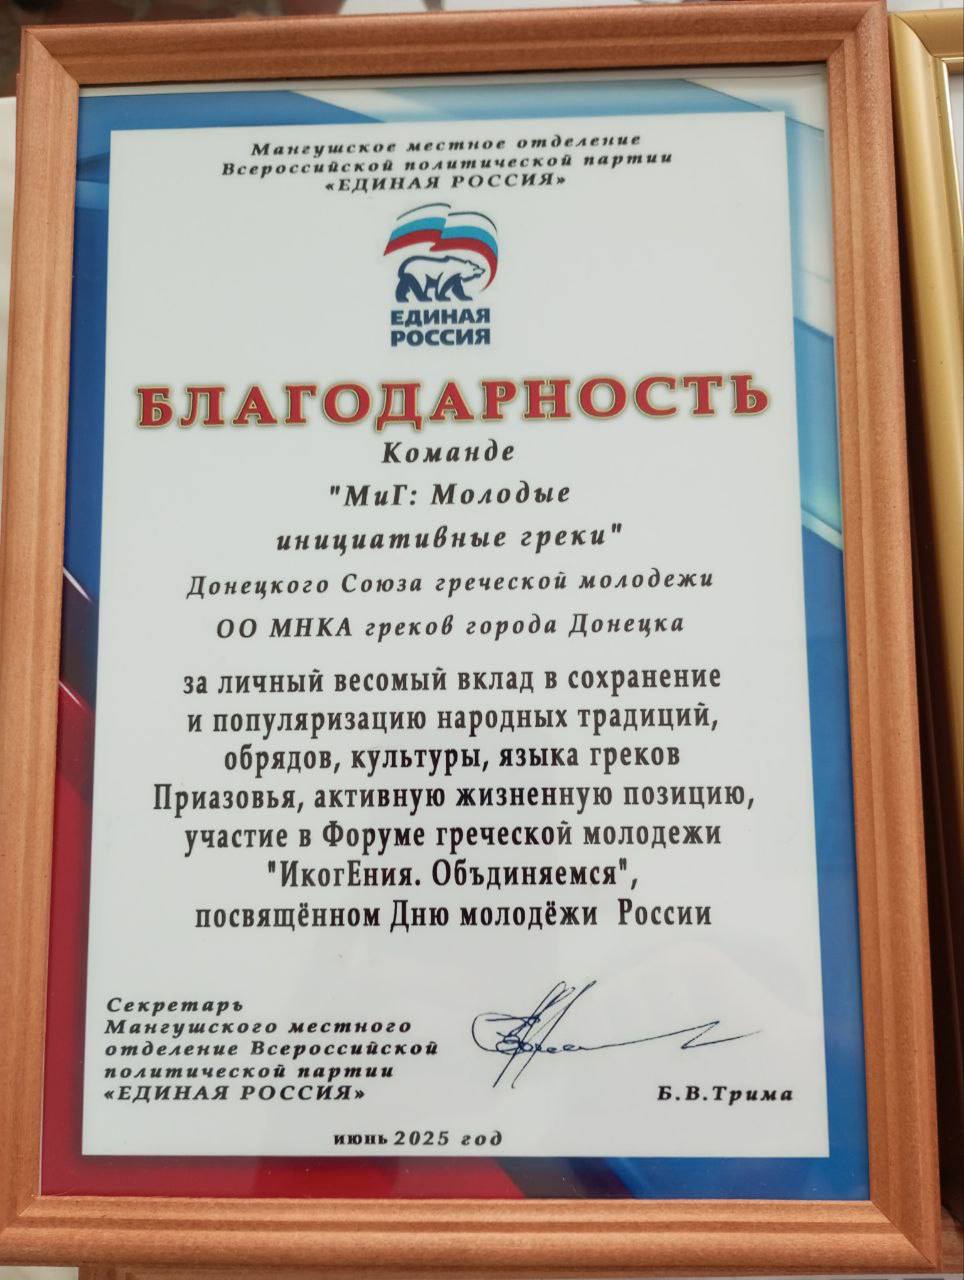 Мангушское местное отделение
Всероссийской политической партии
«ЕДИНАЯ РОССИЯ»
ЕДИНАЯ
РОССИЯ
БЛАГОДАРНОСТЬ
Команде
"МиГ: Молодые
инициативные греки"
Донецкого Союза греческой молодежи
ОО МНКА греков города Донецка
за личный весомый вклад в сохранение
и популяризацию народных традиций,
обрядов, культуры, языка греков
Приазовья, активную жизненную позицию,
участие в Форуме греческой молодежи
"ИкогЕния. Объдиняемся",
посвящённом Дню молодёжи России
Секретарь
Мангушского местного
отделение Всероссийской
политической партии
«ЕДИНАЯ РОССИЯ»
Б.В.Трима
июнь 2025 год